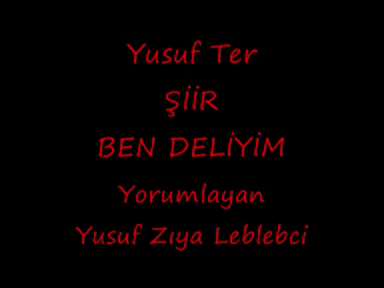 Yusuf Ter
ŞİİR
BEN DELİYİM
Yorumlayan
Yusuf Zıya Leblebci